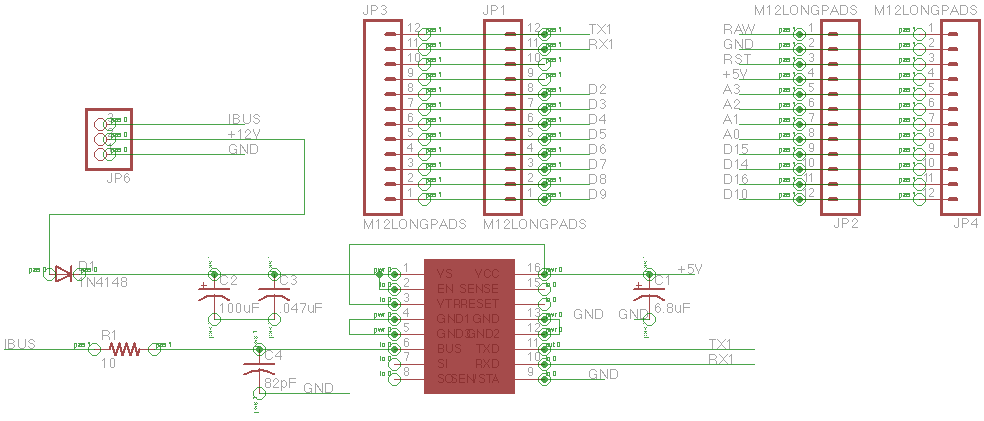 JP3 JP1 M12LONGPADS M12LONGPADS
12 12 TX1 RAW 1 1
11 11 RX1 GND 2 2
10 10 RST 3 3
9 9 +5V 4 4
8 8 D2 A3 5 5
7 7 D3 A2 6 6
6 6 D4 A1 7 7
5 5 D5 A0 8 8
4 4 D6 D15 9 9
3 3 D7 D14 10 10
2 2 D8 D16 11 11
1 1 D9 D10 12 12
M12LONGPADS M12LONGPADS JP2 JP4
IBUS
+12V
GND
JP6
D1
1N4148
C2
100uF
C3
.047uF
1 VS VCC 16
2 EN SENSE 15
3 VTR RESET
4 GND1 GND 13
5 GND3 GND2 12
6 BUS TXD 11
7 SI RXD 10
8 9
+5V
C1
6.8uF
GND GND
TX1
RX1
GND
IBUS
R1
10
C4
82pF
GND